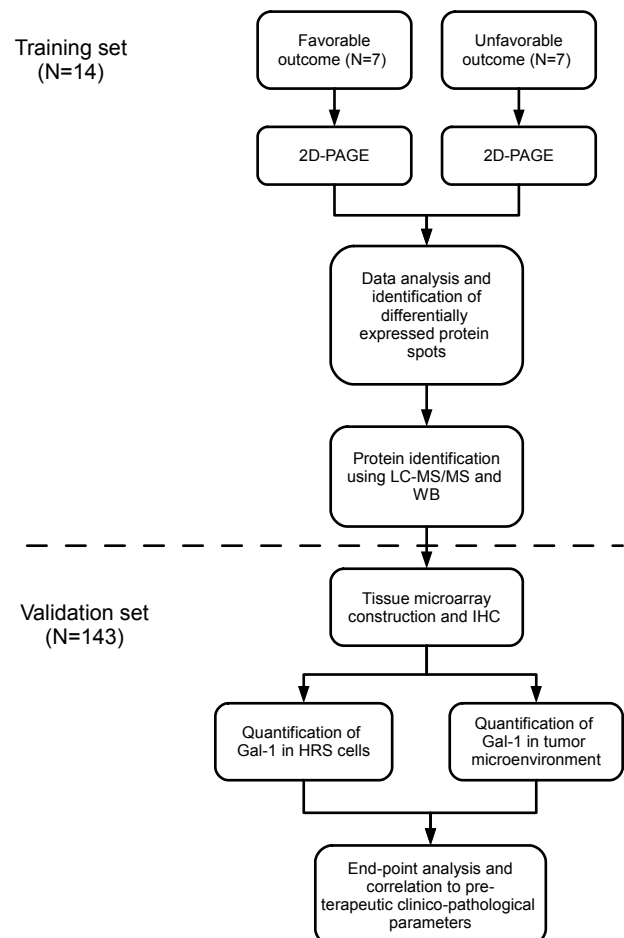 Training set
(N=14)
Favorable
outcome (N=7)
Unfavorable
outcome (N=7)
2D-PAGE
2D-PAGE
Data analysis and
identification of
differentially
expressed protein
spots
Protein identification
using LC-MS/MS and
WB
Validation set
(N=143)
Tissue microarray
construction and IHC
Quantification of
Gal-1 in HRS cells
Quantification of
Gal-1 in tumor
microenvironment
End-point analysis and
correlation to pre-
terapeutic clinico-pathological
parameters